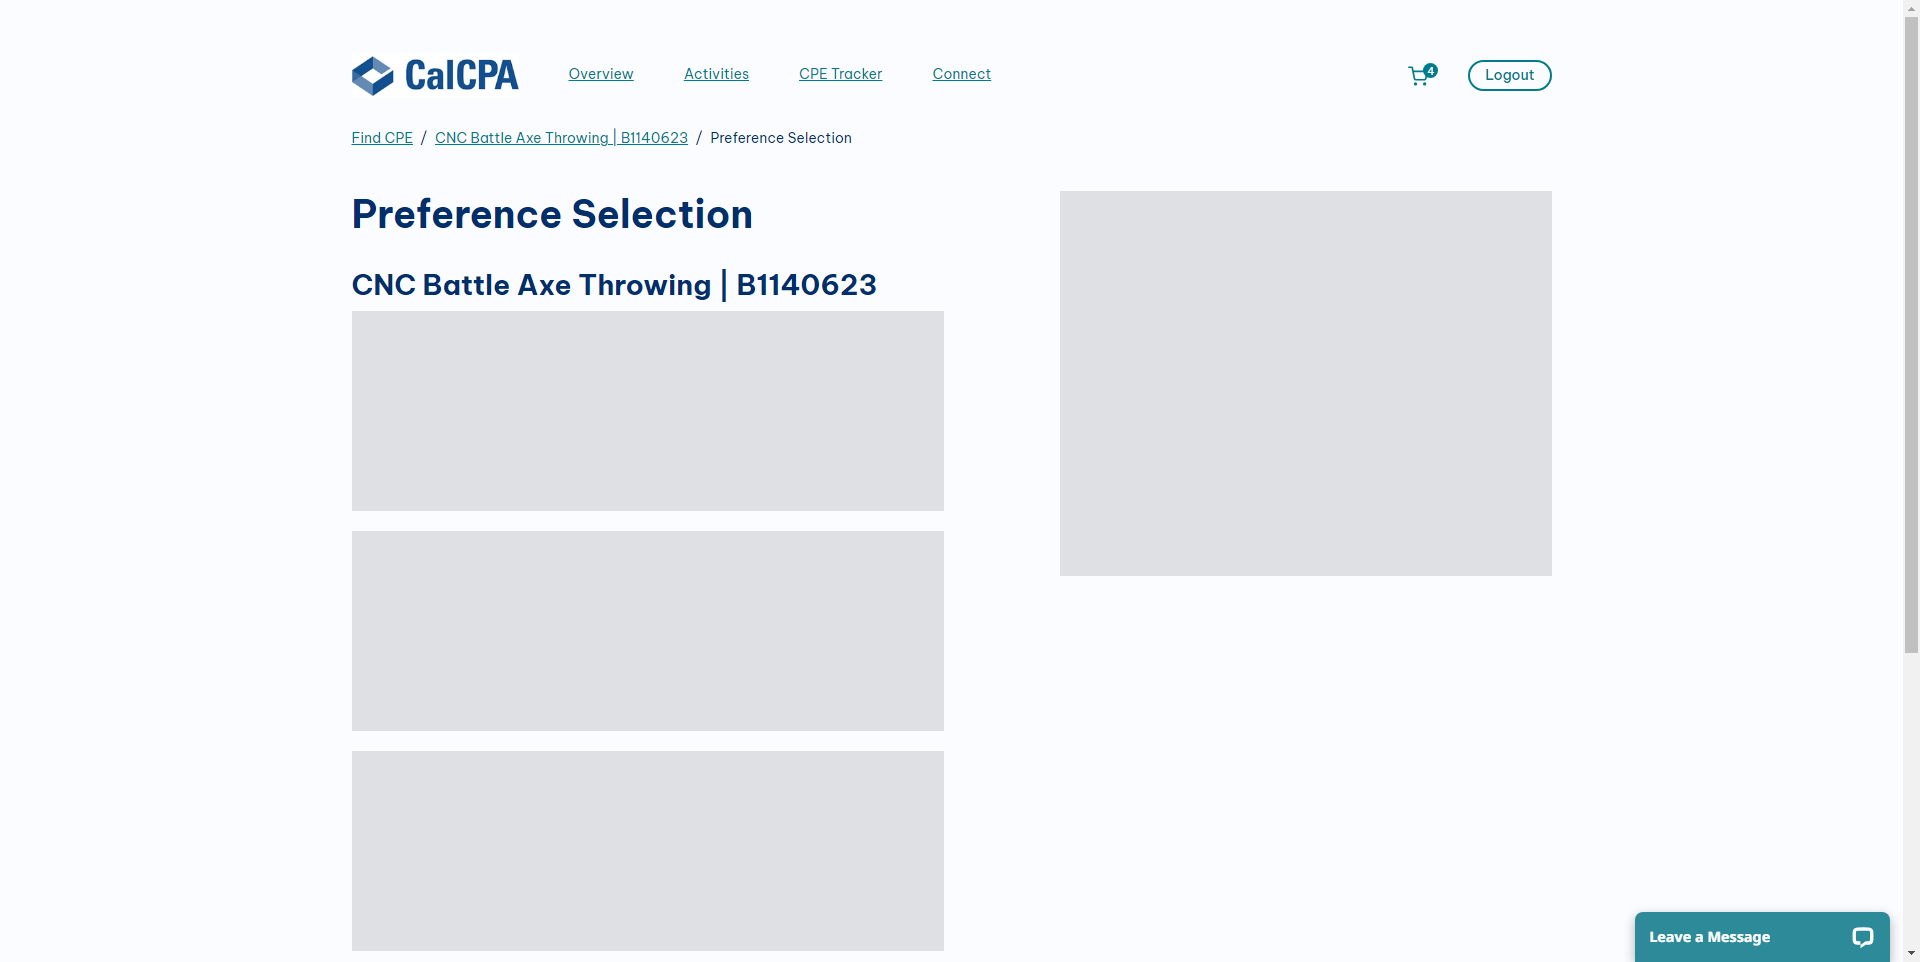 CalCPA
Overview
Activities
CPE Tracker
Connect
4
Logout
Find CPE / CNC Battle Axe Throwing | B1140623 / Preference Selection
Preference Selection
CNC Battle Axe Throwing | B1140623
Leave a Message